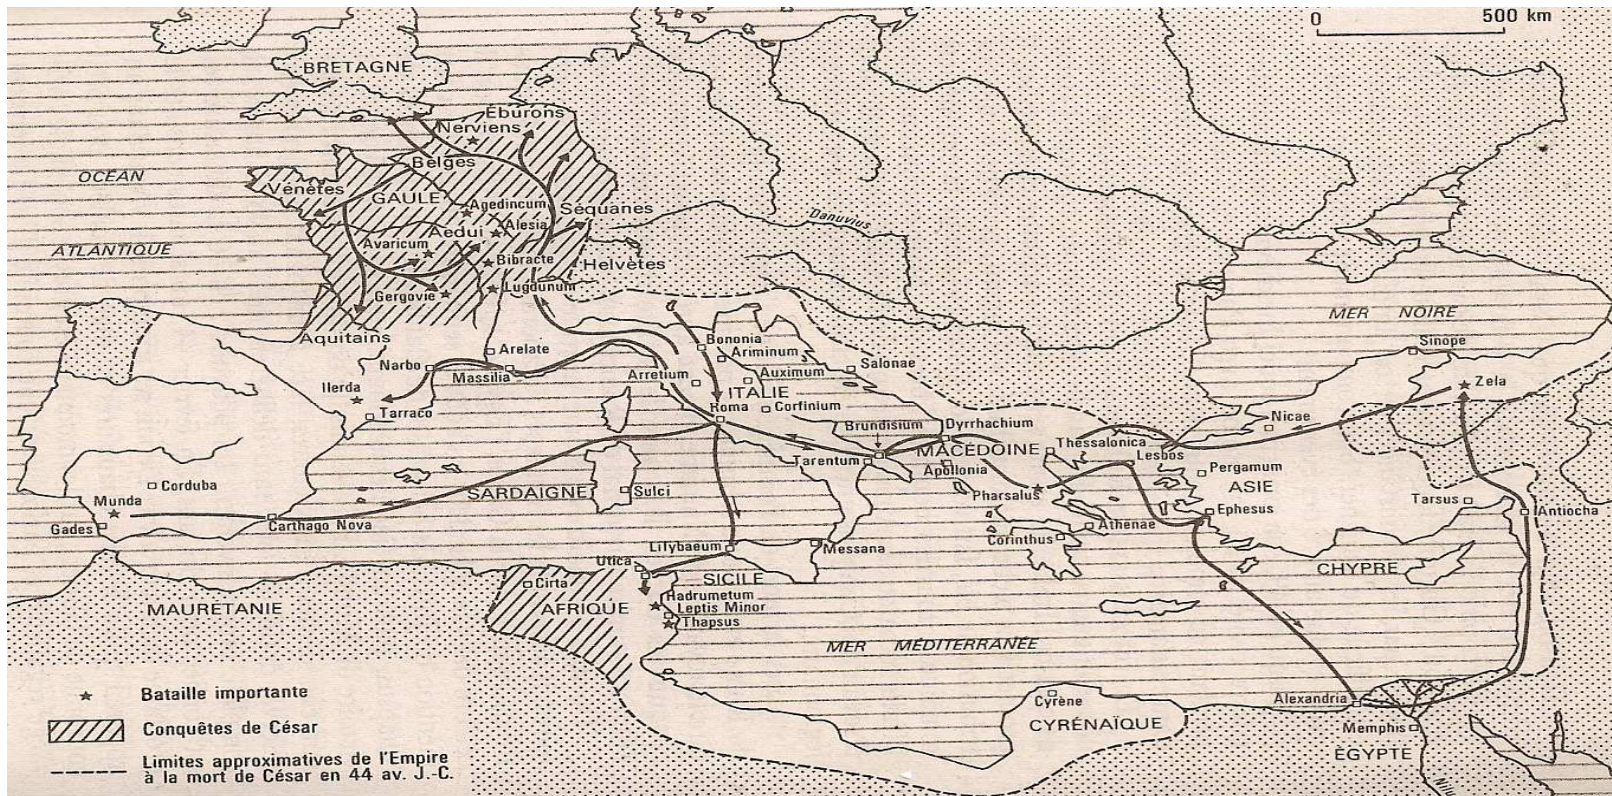 0 500 km
BRETAGNE
Éburons
Nerviens
Belges
OCÉAN
Vénètes
GAULE
Agedincum
Séquanes
Danuvius
Alesia
Aedui
ATLANTIQUE
Avaricum
Bibracte
Helvètes
Lugdunum
Gergovie
MER NOIRE
Aquitains
Bononia
Sinope
Arelate
Ariminum
Salonae
Narbo
Massilia
Auximum
Arretium
Zela
Ilerda
ITALIE
Tarraco
Roma
Corfinium
Nicae
Brundisium
Dyrrhachium
Thessalonica
MACÉDOINE
Lesbos
Tarentum
Apollonia
Pergamum
ASIE
Corduba
SARDAIGNE
Sulci
Pharsalus
Munda
Tarsus
Gades
Carthago Nova
Ephesus
Antiocha
Athenae
Corinthus
Lilybaeum
Messana
Utica
CHYPRE
Cirta
SICILE
MAURÉTANIE
AFRIQUE
Hadrumetum
Leptis Minor
Thapsus
MER MÉDITERRANÉE
Bataille importante
Cyrène
Alexandria
Conquêtes de César
CYRÉNAÏQUE
Memphis
ÉGYPTE
Limites approximatives de l'Empire
à la mort de César en 44 av. J.-C.